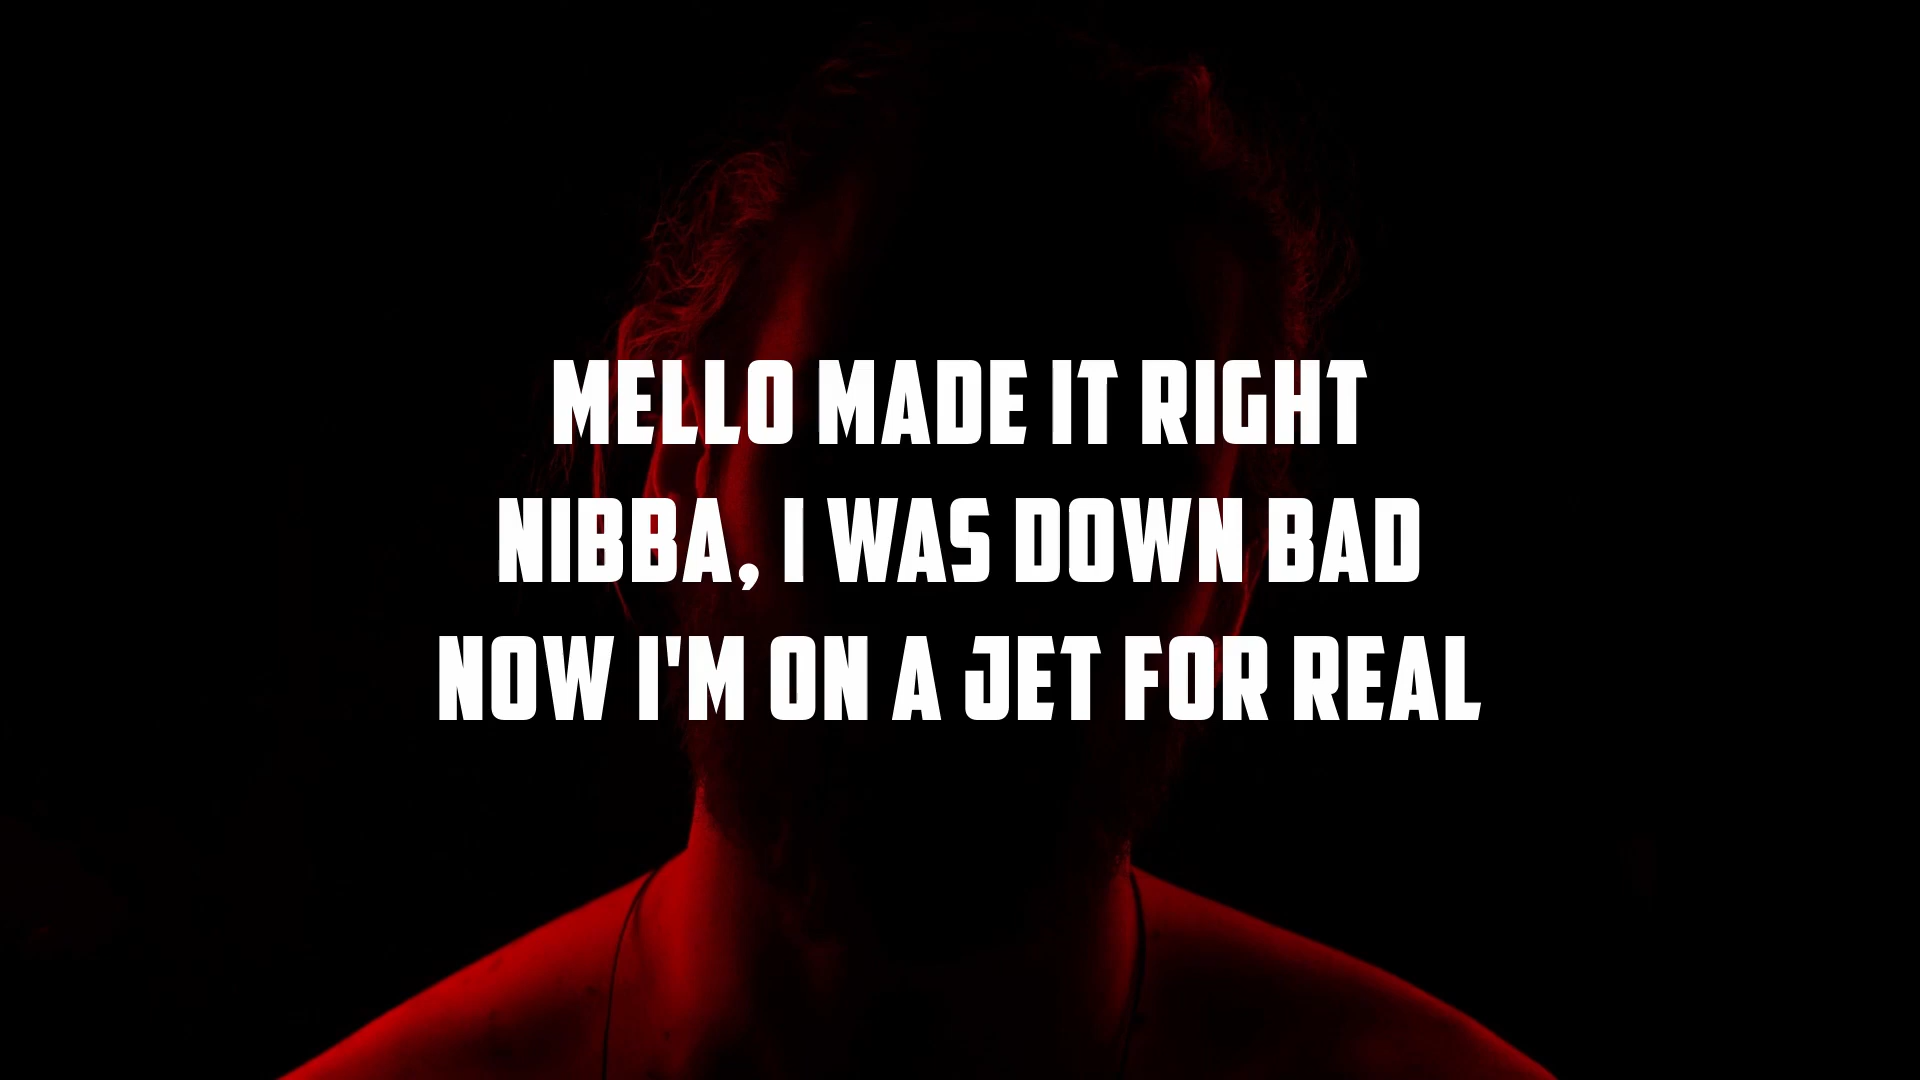 MELLO MADE IT RIGHT
NIBBA, I WAS DOWN BAD
NOW I'M ON A JET FOR REAL